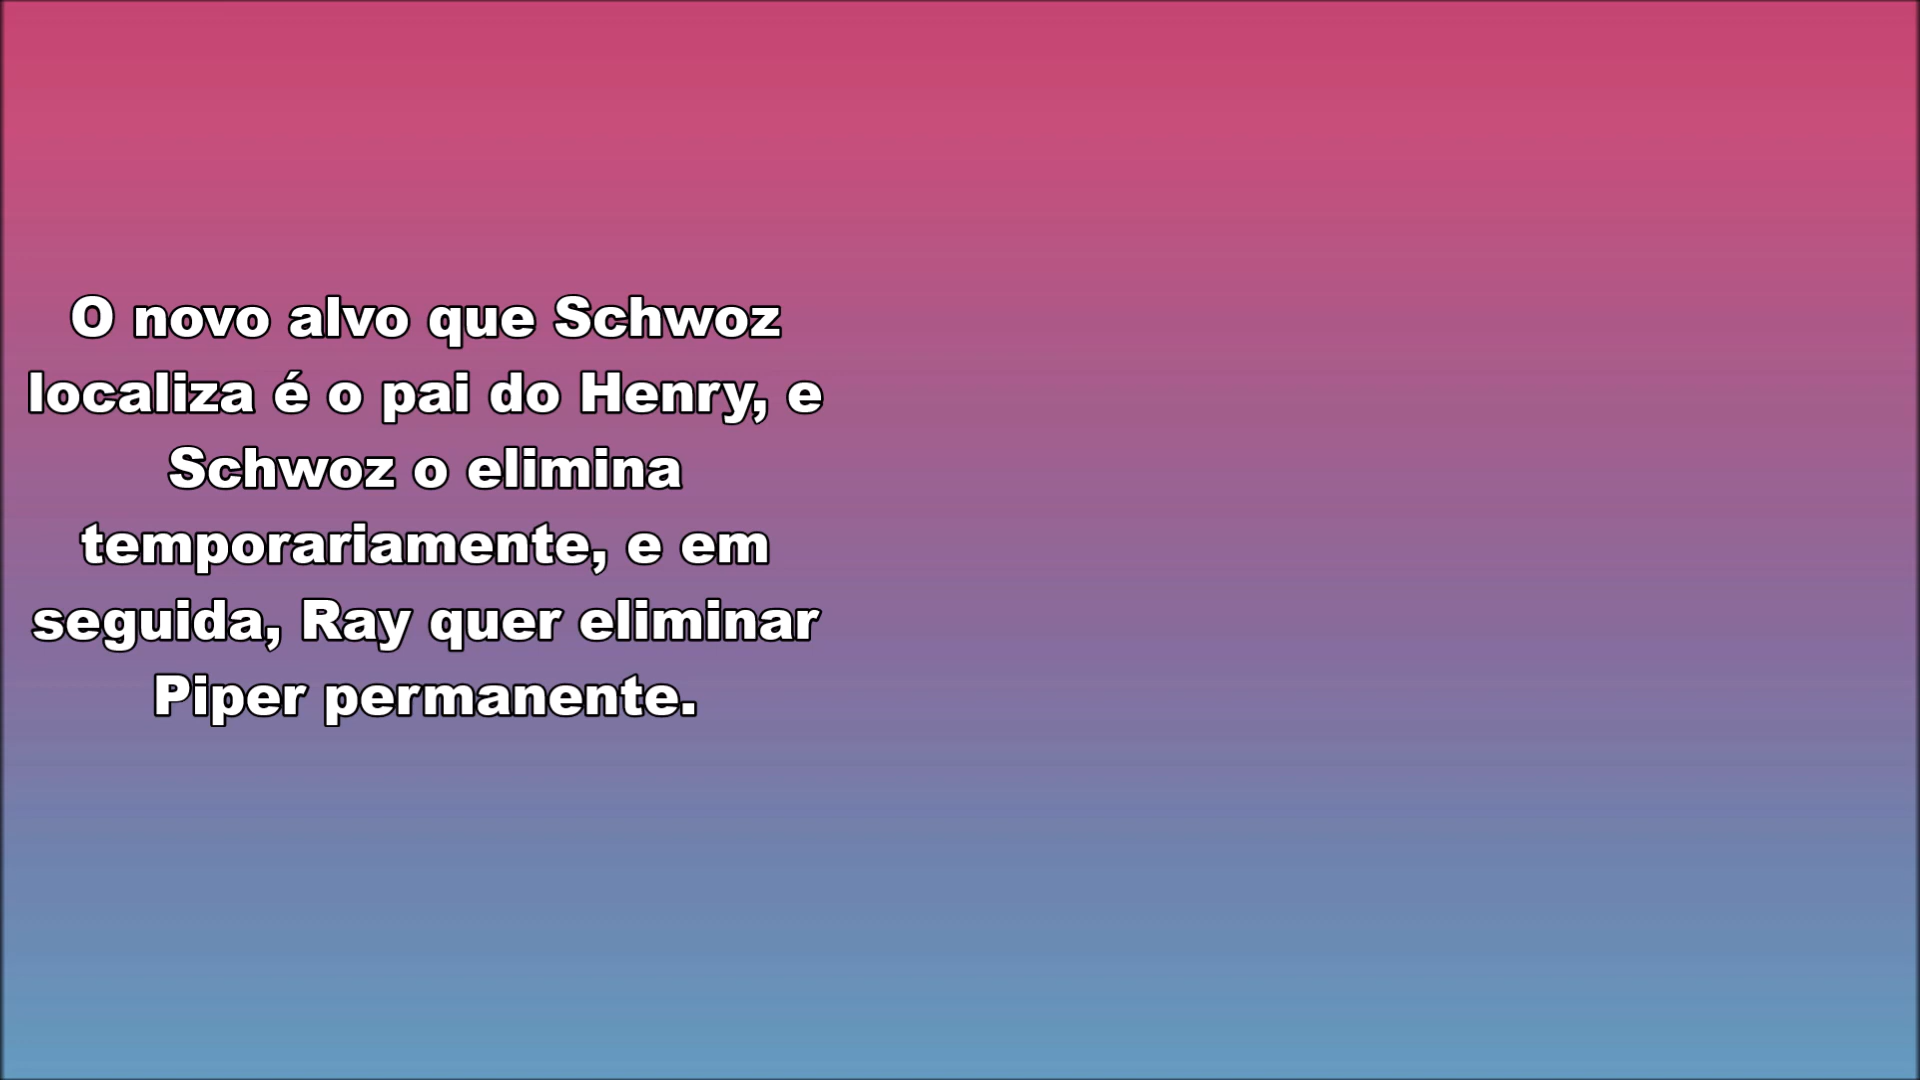 O novo alvo que Schwoz
localiza é o pai do Henry, e
Schwoz o elimina
temporariamente, e em
seguida, Ray quer eliminar
Piper permanente.